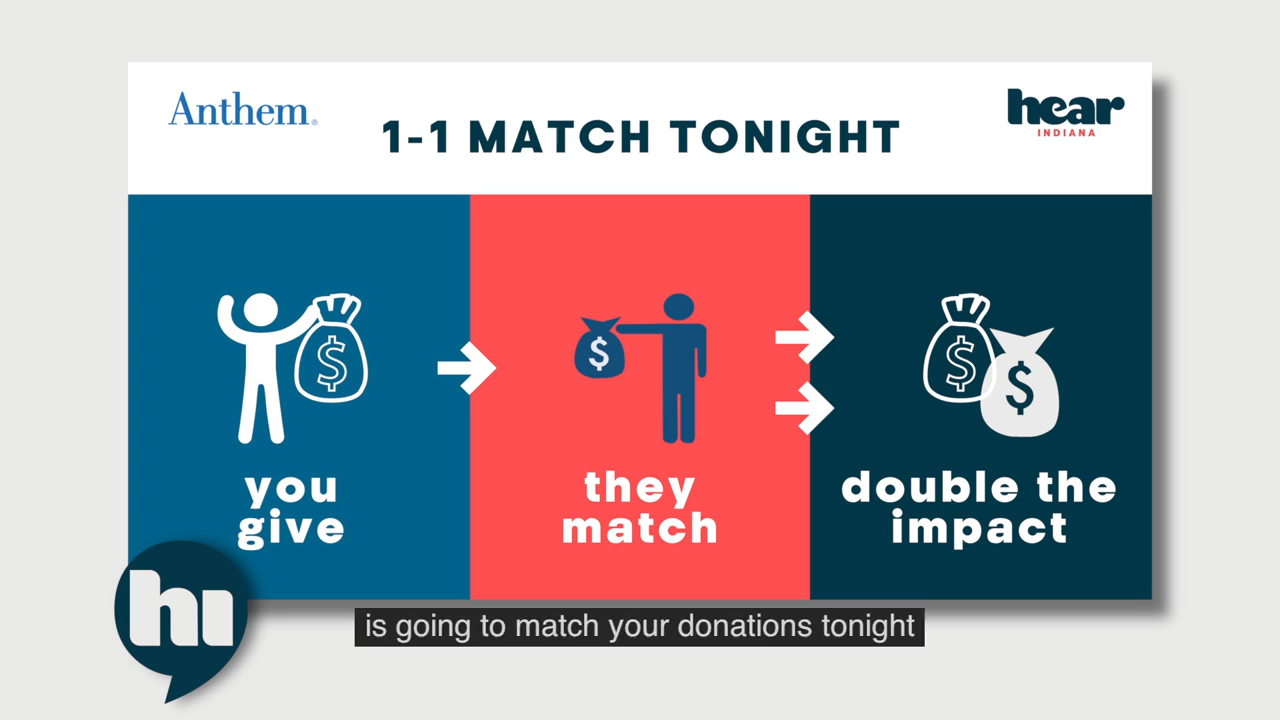 Anthem®
hear
INDIANA
1-1 MATCH TONIGHT
$
$
$
$
you
give
they
match
double the
impact
hi
is going to match your donations tonight